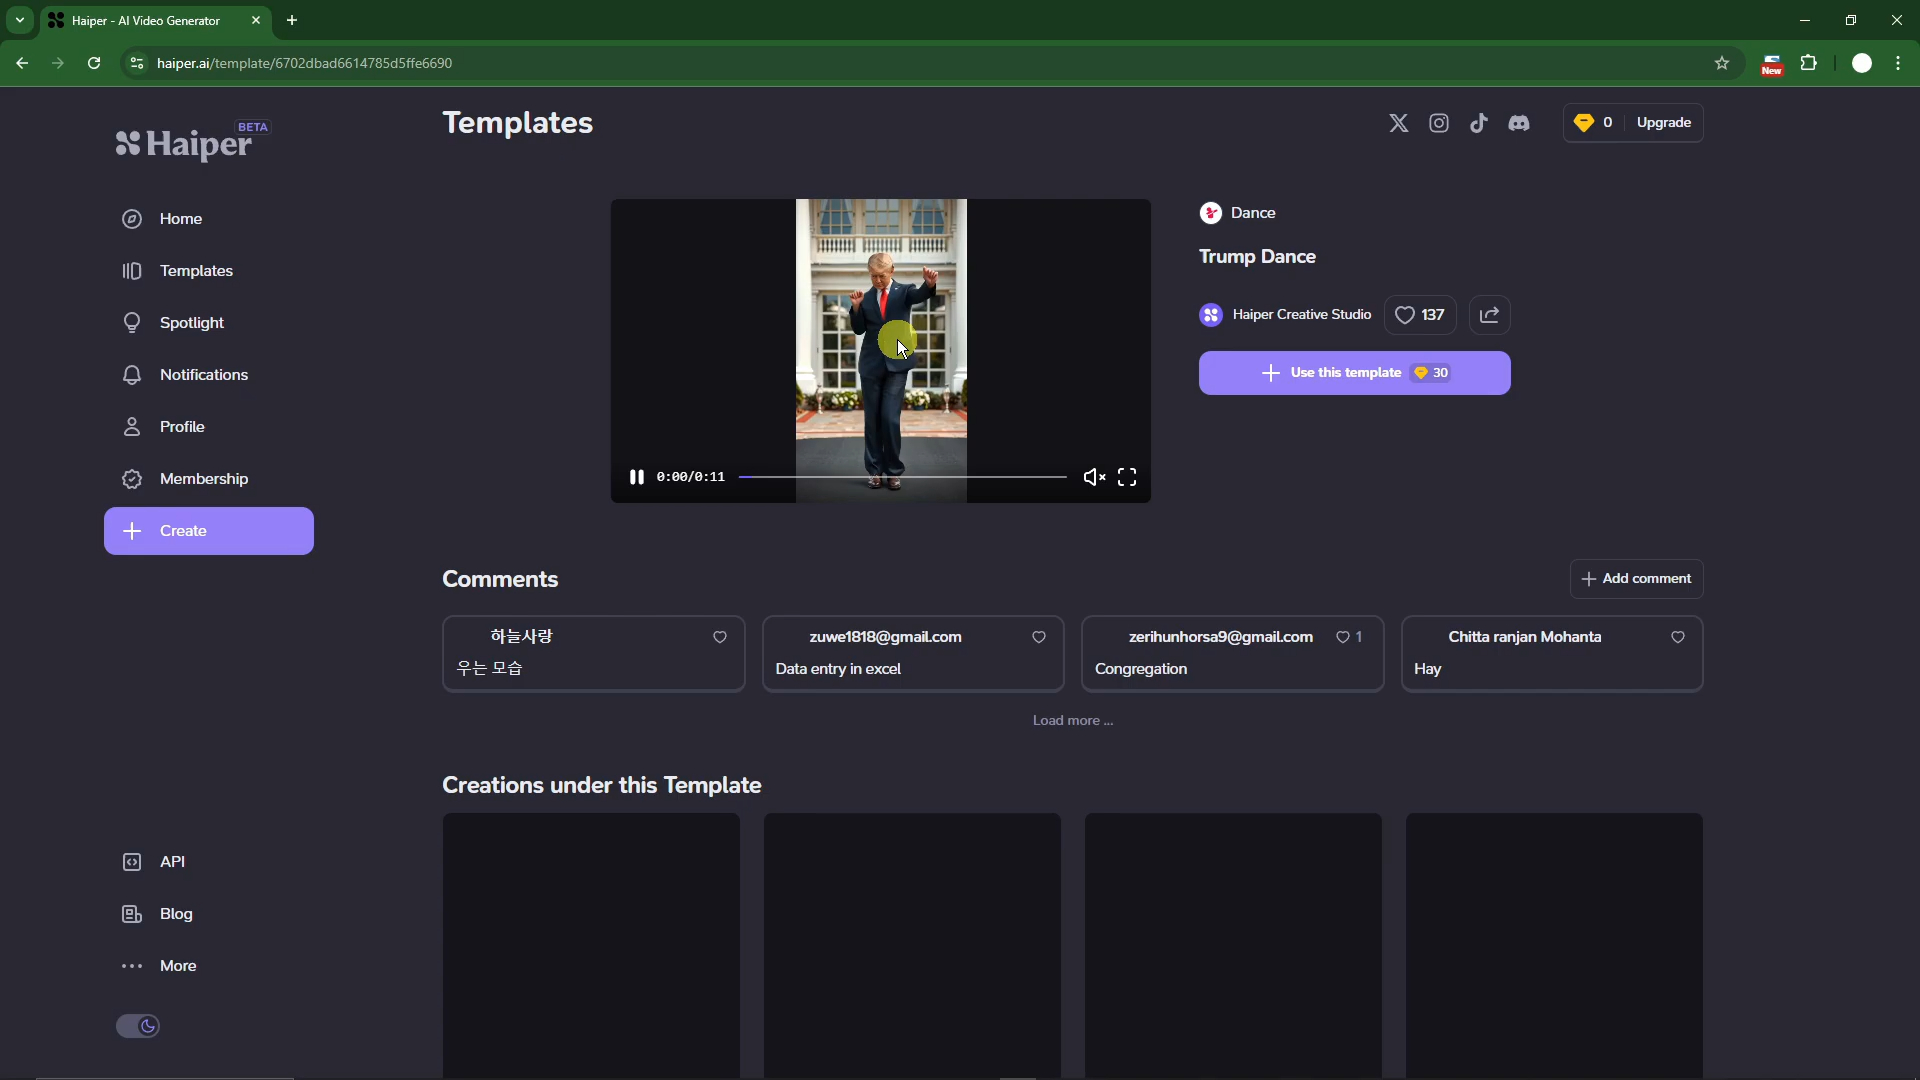 Haiper - AI Video Generator
haiper.ai/template/6702dbad6614785d5ffe6690
New
Haiper BETA
Templates
0 Upgrade
Home
Templates
Spotlight
Notifications
Profile
Membership
Create
API
Blog
More
0:00/0:11
Dance
Trump Dance
Haiper Creative Studio 137
Use this template 30
Comments
Add comment
하늘사랑
우는 모습
zuwe1818@gmail.com
Data entry in excel
zerihunhorsa9@gmail.com 1
Congregation
Chitta ranjan Mohanta
Hay
Load more ...
Creations under this Template